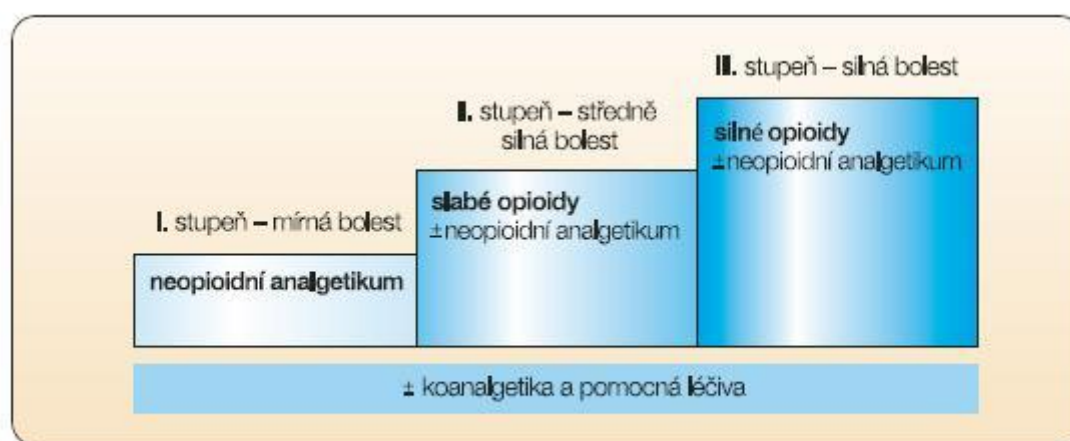 I. stupeň – mírná bolest
neopioidní analgetikum
II. stupeň – středně
silná bolest
slabé opioidy
±neopioidní analgetikum
III. stupeň – silná bolest
silné opioidy
±neopioidní analgetikum
± koanalgetika a pomocná léčiva